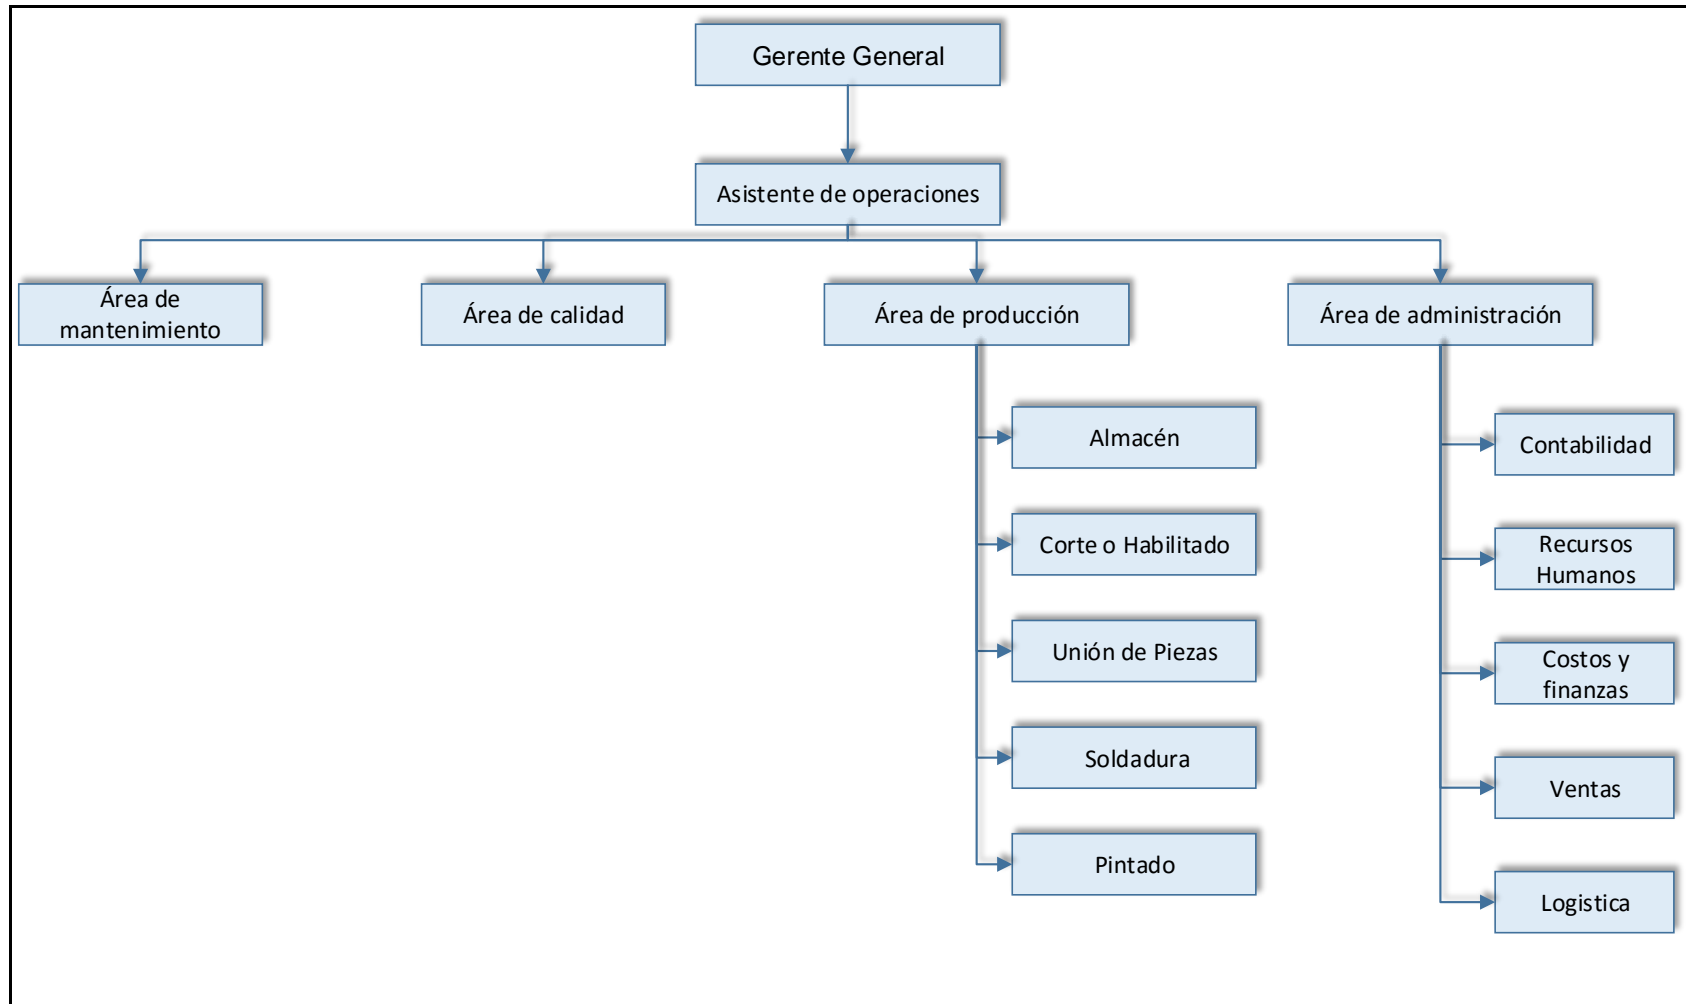 Gerente General
Asistente de operaciones
Área de
mantenimiento
Área de calidad
Área de producción
Área de administración
Almacén
Corte o Habilitado
Unión de Piezas
Soldadura
Pintado
Contabilidad
Recursos
Humanos
Costos y
finanzas
Ventas
Logistica